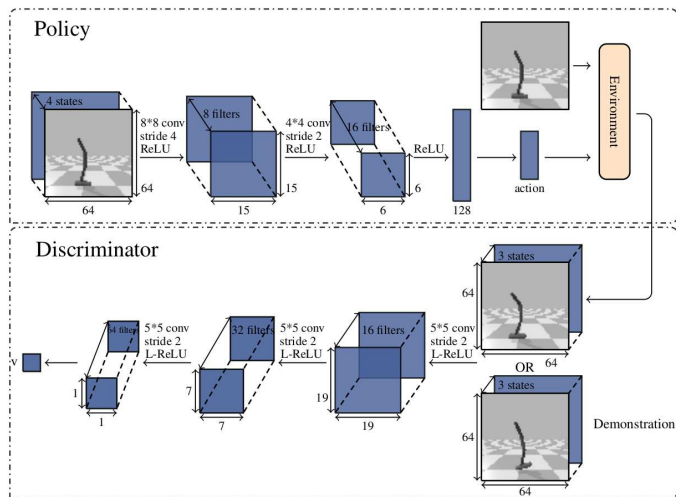 Policy
4 states
64
64
8*8 conv
stride 4
ReLU
8 filters
15
15
4*4 conv
stride 2
ReLU
16 filters
6
6
ReLU
128
action
Environment
Discriminator
3 states
64
64
OR
3 states
64
64
Demonstration
5*5 conv
stride 2
L-ReLU
16 filters
19
19
5*5 conv
stride 2
L-ReLU
32 filters
7
7
5*5 conv
stride 2
L-ReLU
64 filters
1
1
v